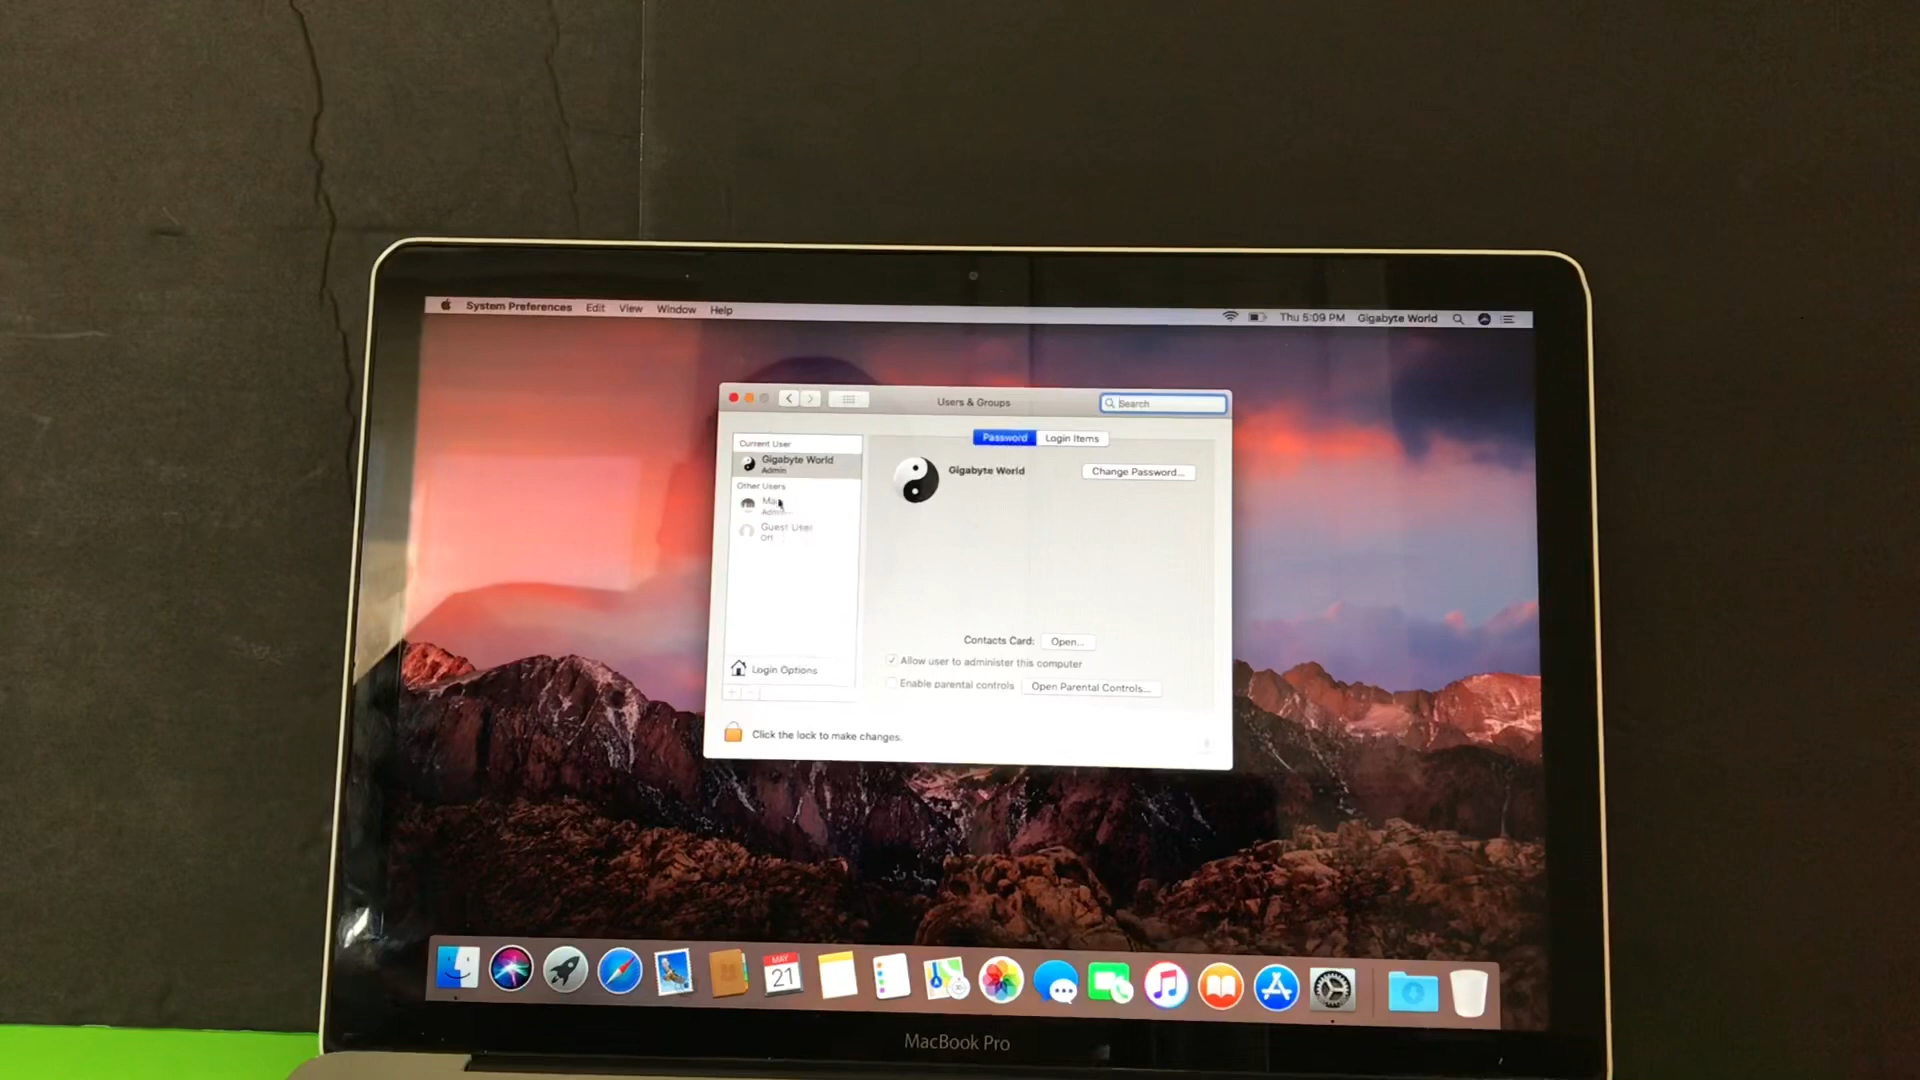 System Preferences Edit View Window Help
Thu 5:09 PM Gigabyte World
Users & Groups
Search
Password Login Items
Current User
Gigabyte World
Admin
Other Users
Admin
Guest User
Off
Gigabyte World
Change Password...
Contacts Card: Open...
Allow user to administer this computer
Enable parental controls Open Parental Controls...
Login Options
Click the lock to make changes.
MAY
21
MacBook Pro